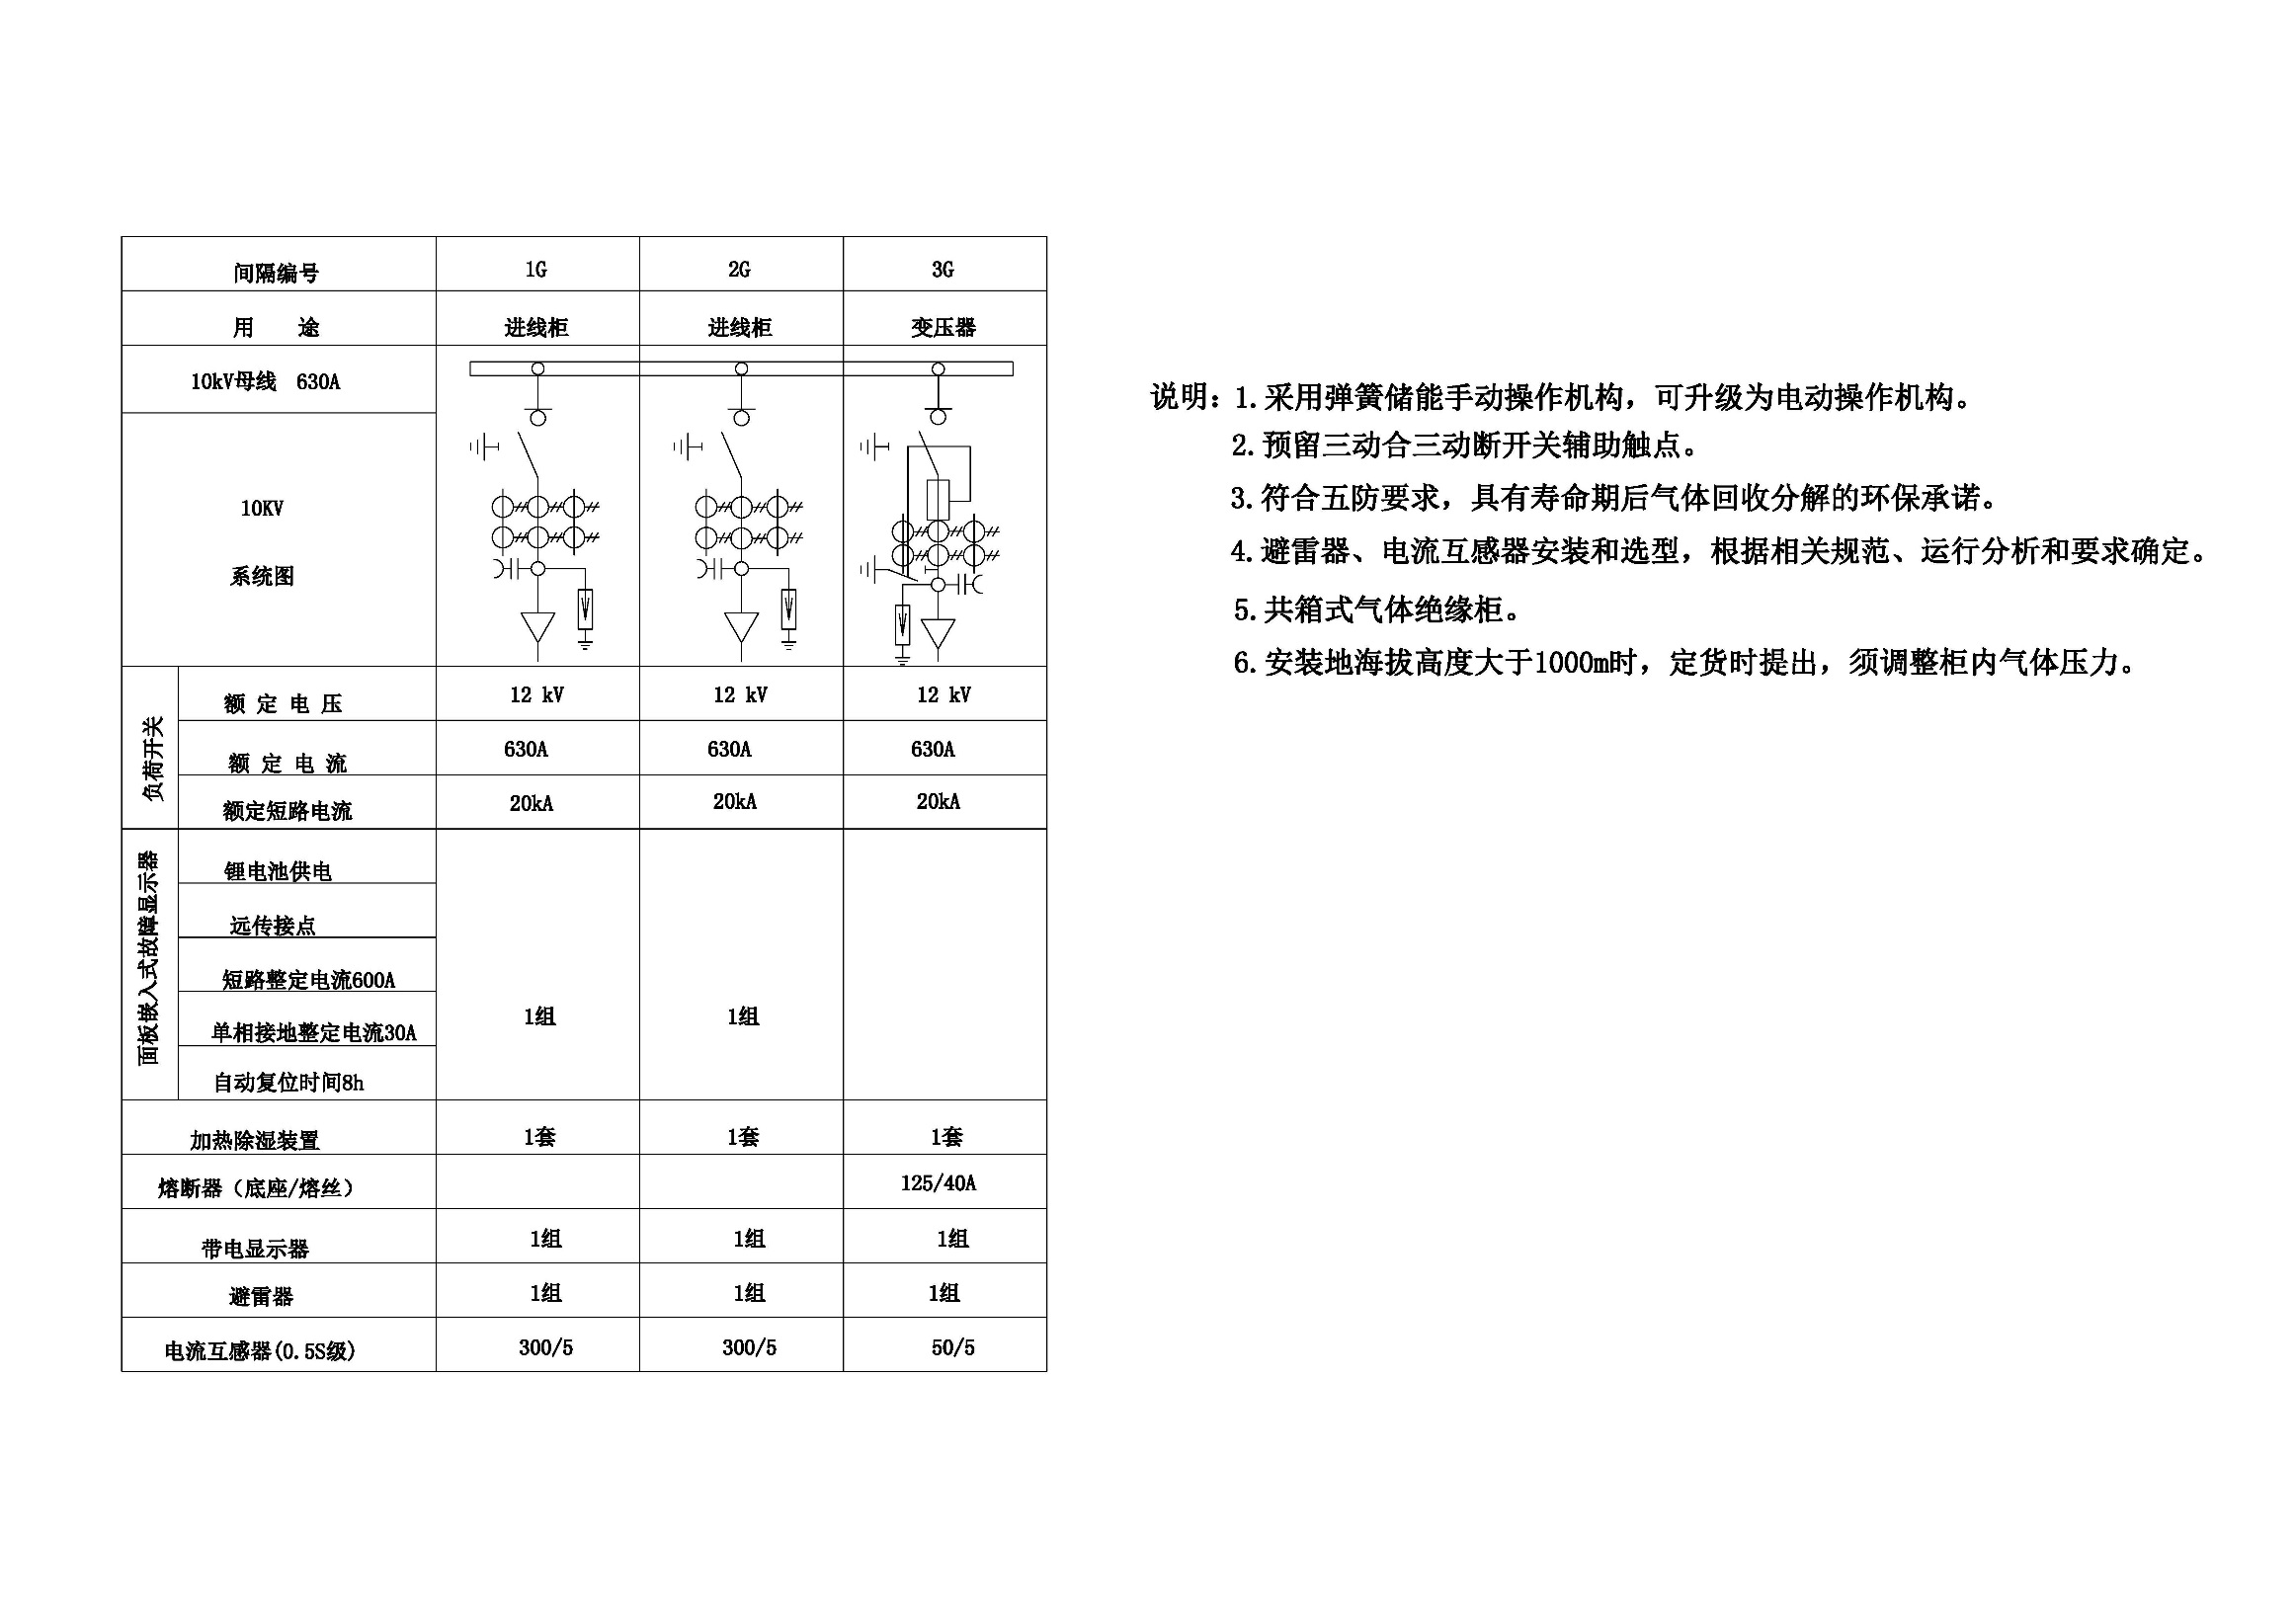 间隔编号 1G 2G 3G
用 途 进线柜 进线柜 变压器
10kV母线 630A
10KV
系统图
负荷开关
额 定 电 压 12 kV 12 kV 12 kV
额 定 电 流 630A 630A 630A
额定短路电流 20kA 20kA 20kA
面板嵌入式故障显示器
锂电池供电
远传接点
短路整定电流600A
单相接地整定电流30A
自动复位时间8h
1组 1组
加热除湿装置 1套 1套 1套
熔断器（底座/熔丝） 125/40A
带电显示器 1组 1组 1组
避雷器 1组 1组 1组
电流互感器(0.5S级) 300/5 300/5 50/5
说明：1.采用弹簧储能手动操作机构，可升级为电动操作机构。
2.预留三动合三动断开关辅助触点。
3.符合五防要求，具有寿命期后气体回收分解的环保承诺。
4.避雷器、电流互感器安装和选型，根据相关规范、运行分析和要求确定。
5.共箱式气体绝缘柜。
6.安装地海拔高度大于1000m时，定货时提出，须调整柜内气体压力。